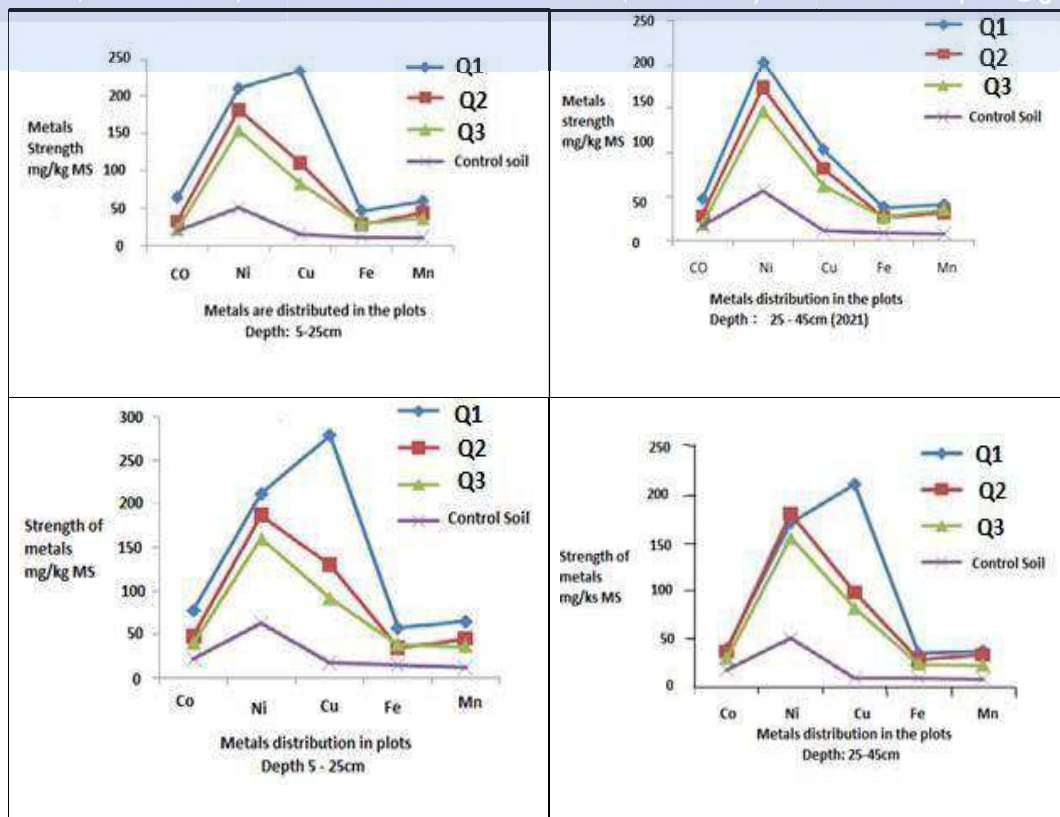 250
200
150
100
50
0
Metals
Strength
mg/kg MS
Q1
Q2
Q3
Control soil
CO Ni Cu Fe Mn
Metals are distributed in the plots
Depth: 5-25cm
250
200
150
100
50
0
Metals
strength
mg/kg MS
Q1
Q2
Q3
Control Soil
CO Ni Cu Fe Mn
Metals distribution in the plots
Depth : 25 - 45cm (2021)
300
250
200
150
100
50
0
Strength of
metals
mg/kg MS
Q1
Q2
Q3
Control Soil
Co Ni Cu Fe Mn
Metals distribution in plots
Depth 5 - 25cm
250
200
150
100
50
0
Strength of
metals
mg/ks MS
Q1
Q2
Q3
Control Soil
Co Ni Cu Fe Mn
Metals distribution in the plots
Depth: 25-45cm